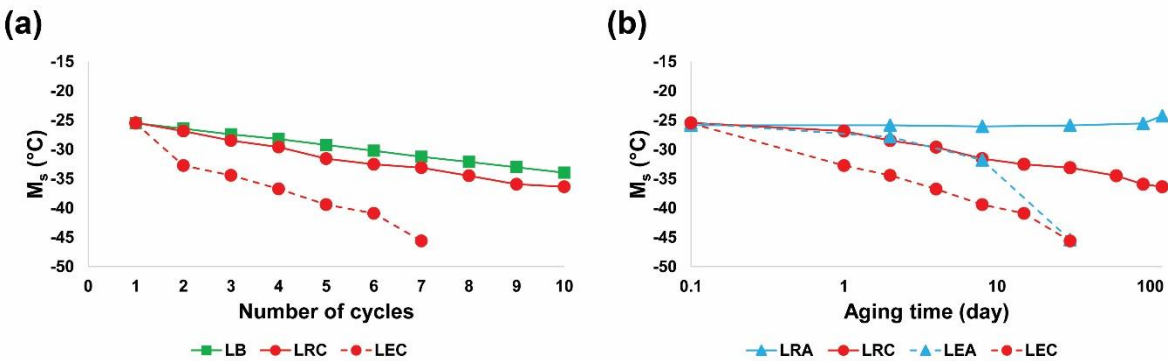 (a)
-15
-20
-25
-30
-35
-40
-45
-50
Ms (°C)
0 1 2 3 4 5 6 7 8 9 10
Number of cycles
LB LRC LEC
(b)
-15
-20
-25
-30
-35
-40
-45
-50
Ms (°C)
0.1 1 10 100
Aging time (day)
LRA LRC LEA LEC